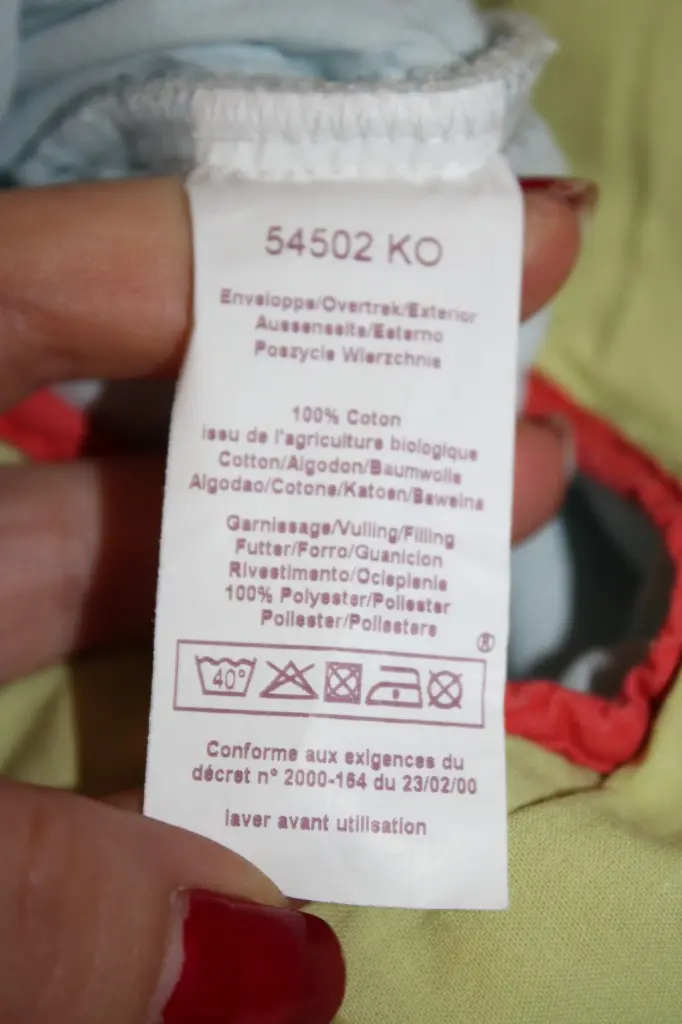 54502 KO
Enveloppe/Overtrek/Exterior
Aussenseite/Esterno
Poszycie Wierzchnie
100% Coton
issu de l'agriculture biologique
Cotton/Algodon/Baumwolle
Algodao/Cotone/Katoen/Bawelna
Garnissage/Vulling/Filling
Futter/Forro/Guanicion
Rivestimento/Ocieplenie
100% Polyester/Poliester
Poliester/Poliestere
®
40°
Conforme aux exigences du
décret n° 2000-164 du 23/02/00
laver avant utilisation